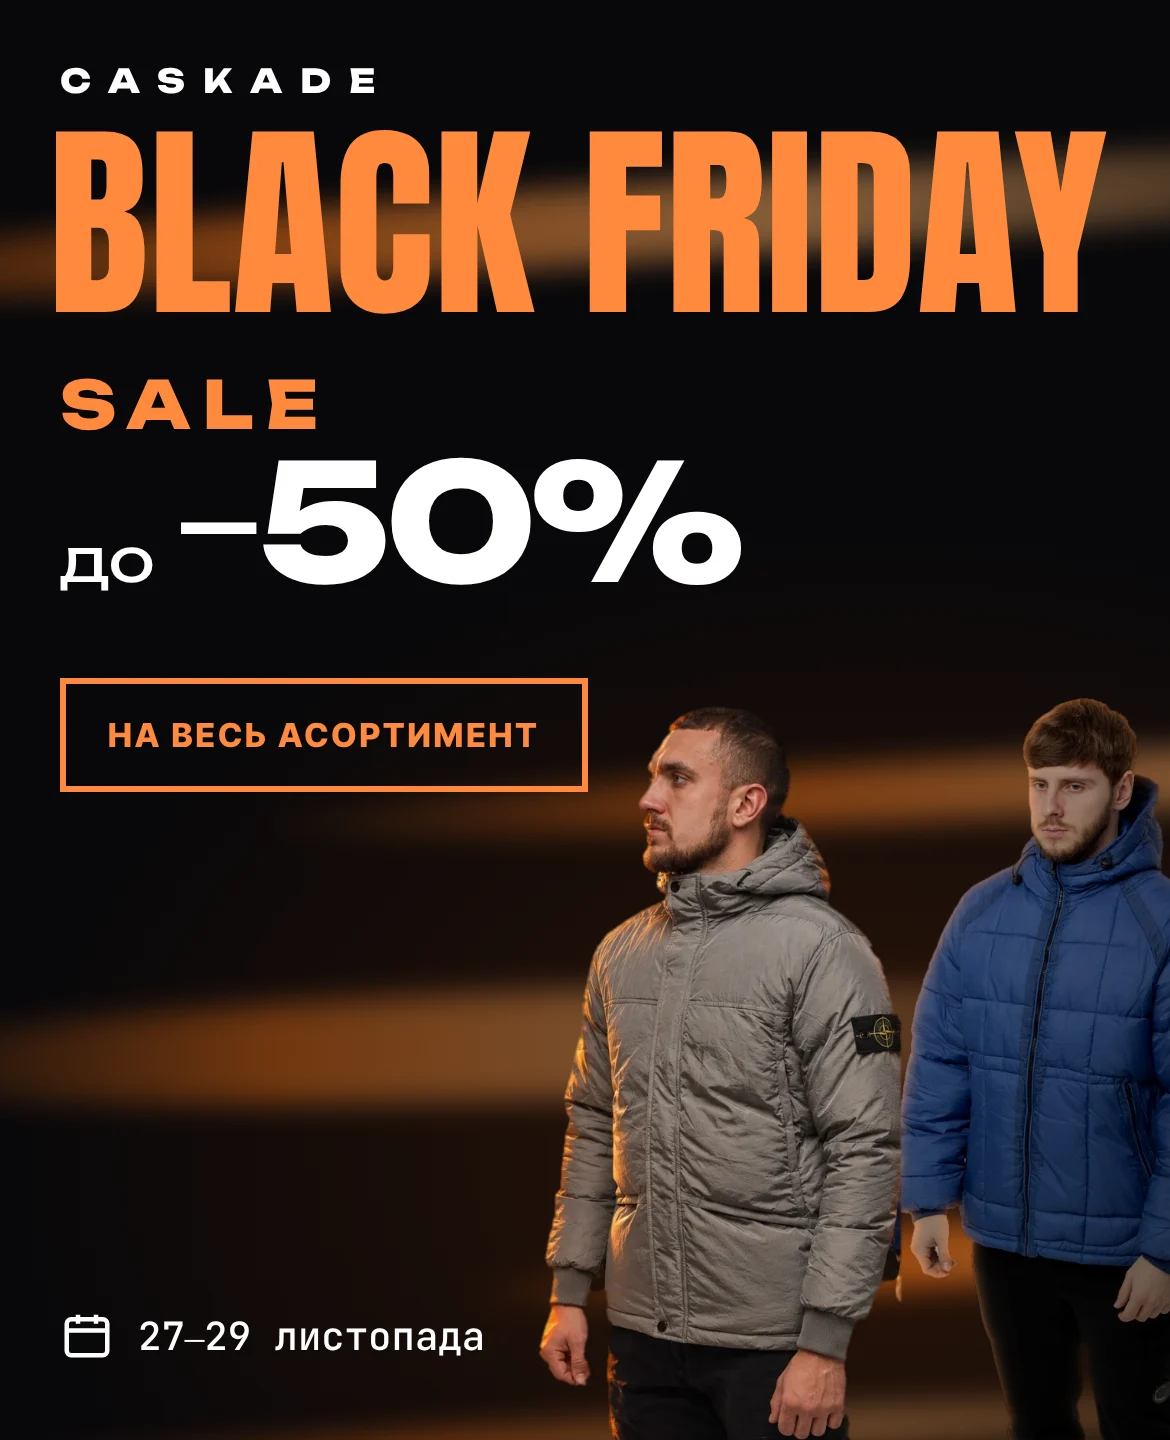 CASKADE
BLACK FRIDAY
SALE
до –50%
НА ВЕСЬ АСОРТИМЕНТ
27–29 листопада